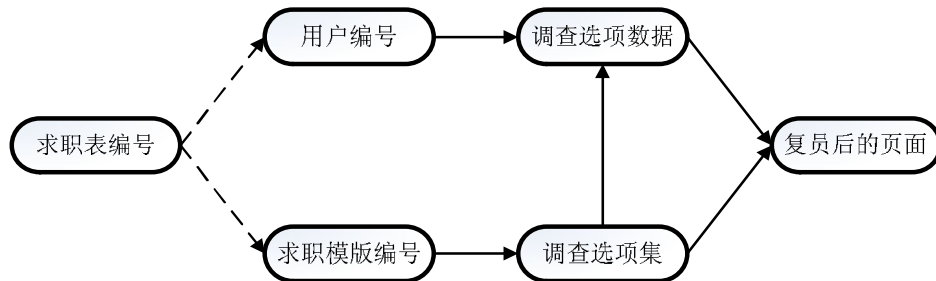 用户编号
调查选项数据
求职表编号
复员后的页面
求职模版编号
调查选项集